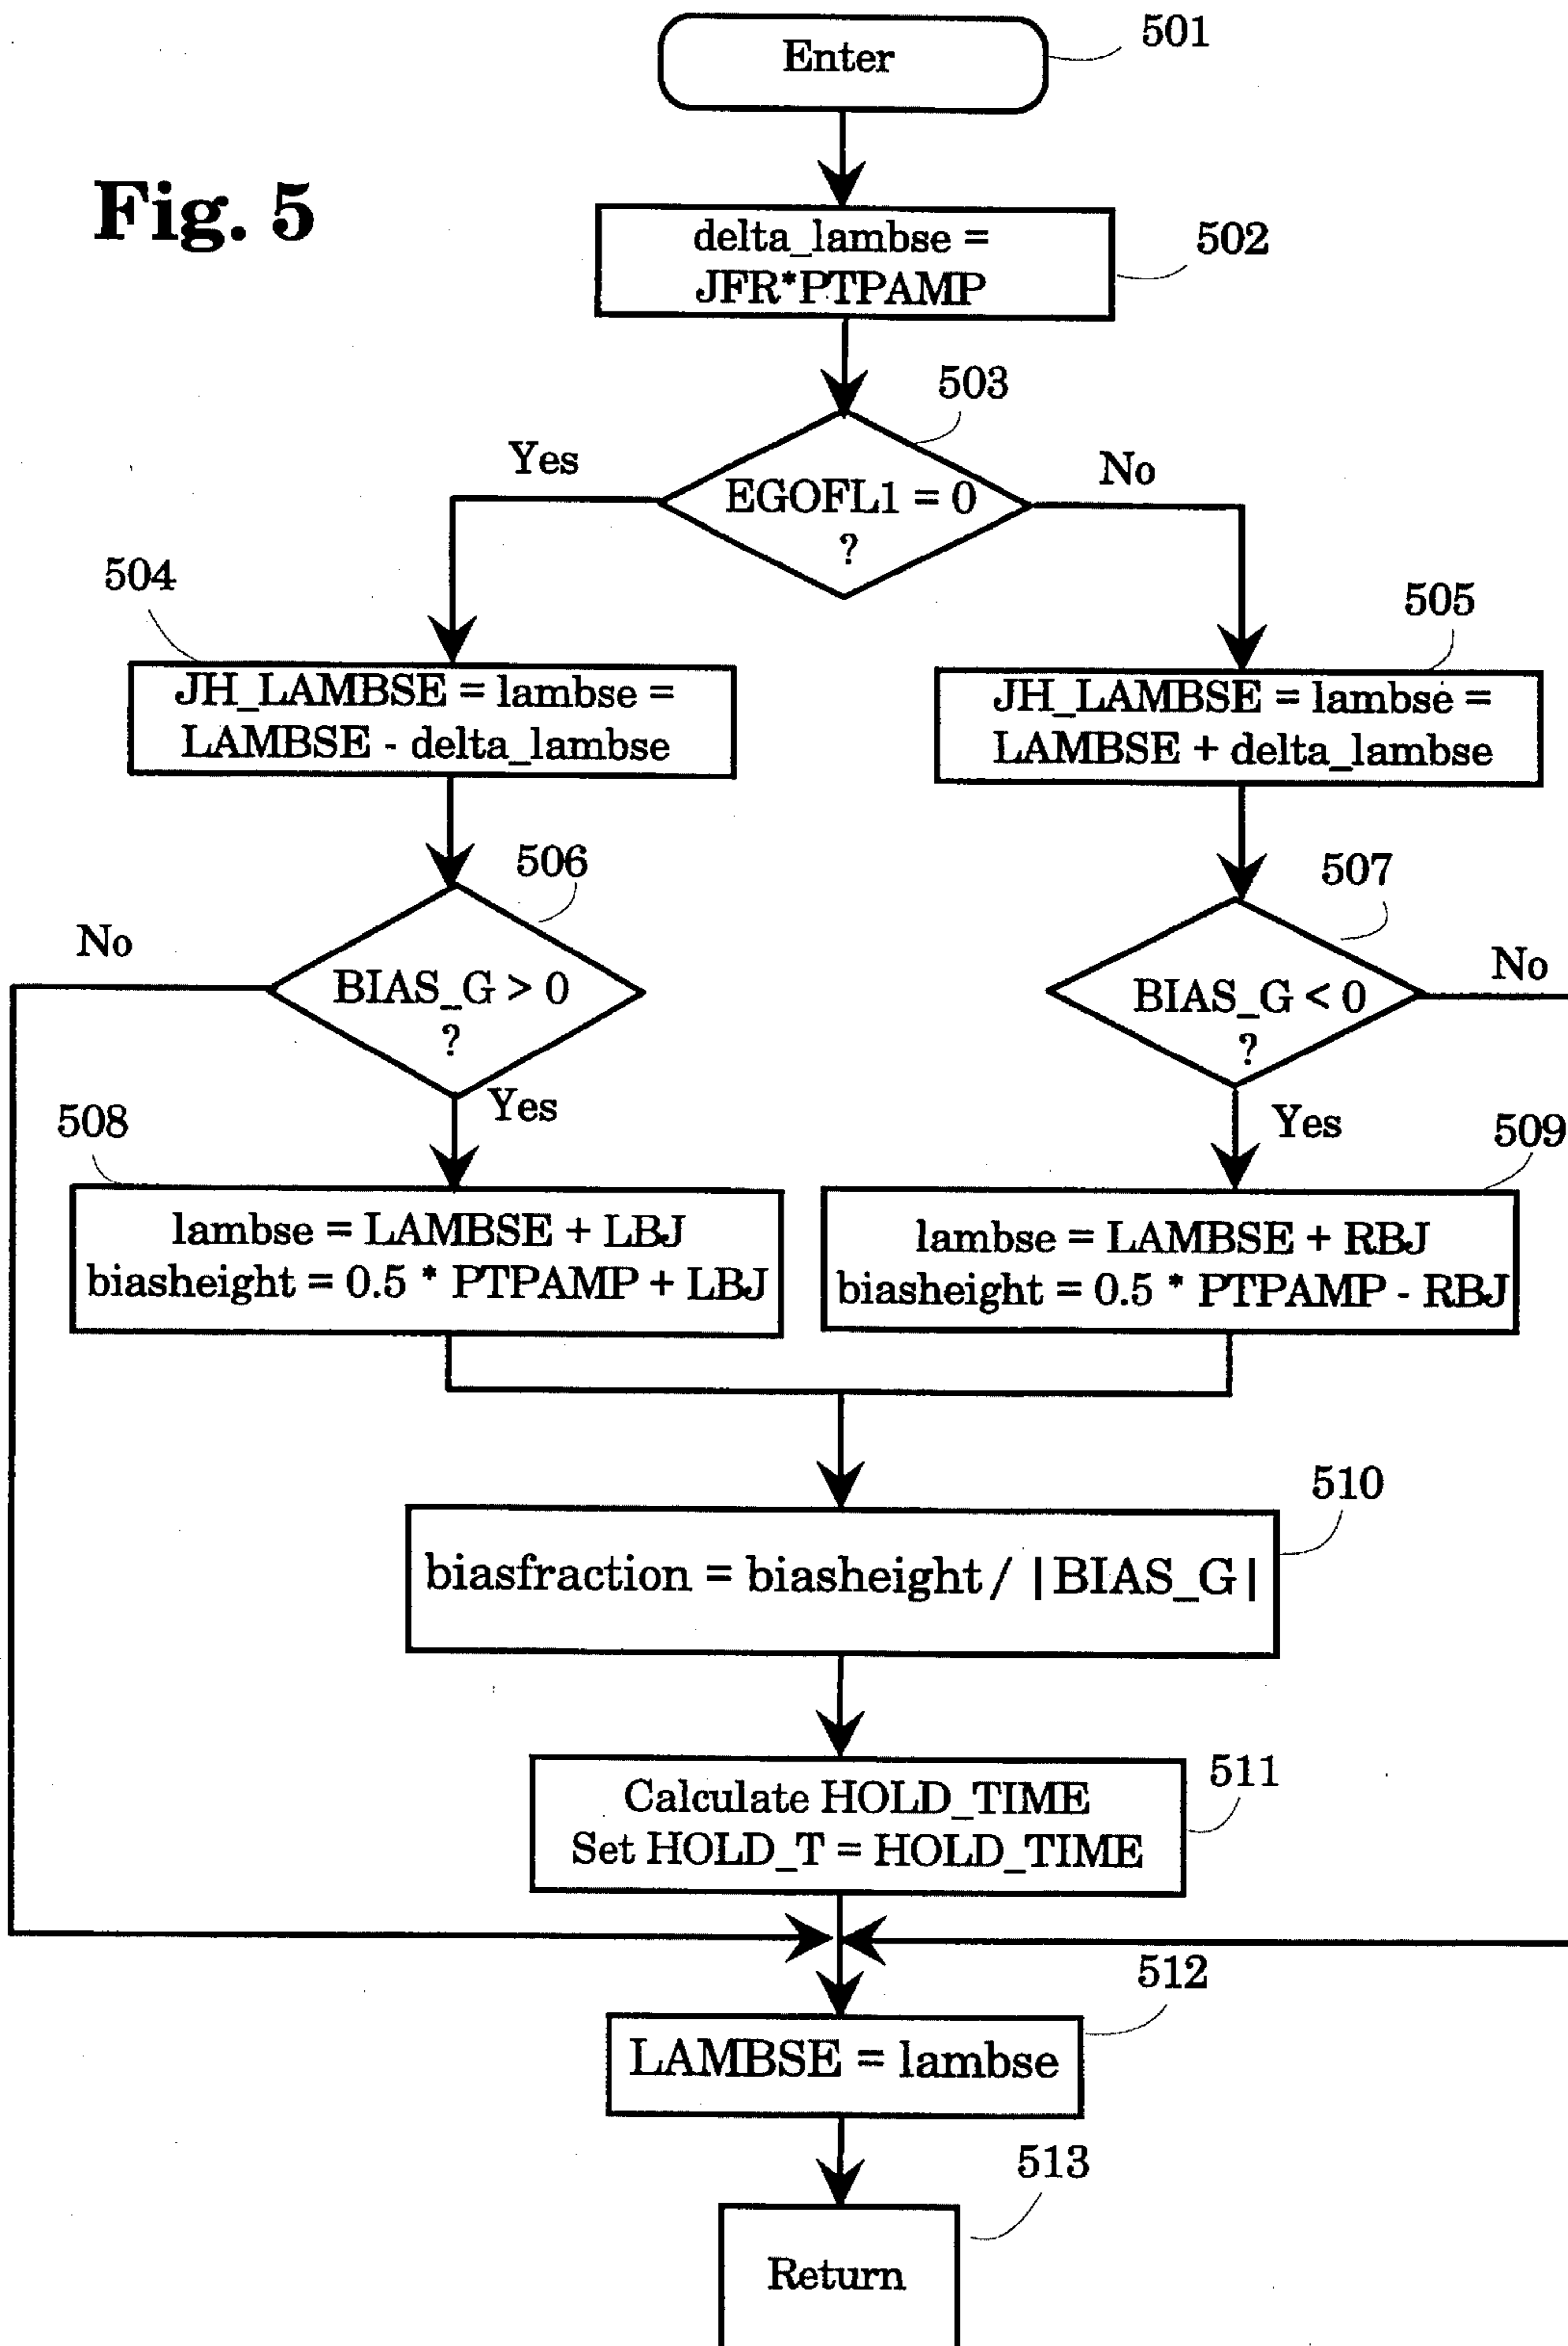 Enter
501
Fig. 5
delta_lambse =
JFR*PTPAMP
502
503
Yes
No
EGOFL1 = 0
?
504
505
JH_LAMBSE = lambse =
LAMBSE - delta_lambse
JH_LAMBSE = lambse =
LAMBSE + delta_lambse
506
507
No
BIAS_G > 0
?
BIAS_G < 0
?
No
Yes
Yes
508
509
lambse = LAMBSE + LBJ
biasheight = 0.5 * PTPAMP + LBJ
lambse = LAMBSE + RBJ
biasheight = 0.5 * PTPAMP - RBJ
510
biasfraction = biasheight / |BIAS_G|
511
Calculate HOLD_TIME
Set HOLD_T = HOLD_TIME
512
LAMBSE = lambse
513
Return